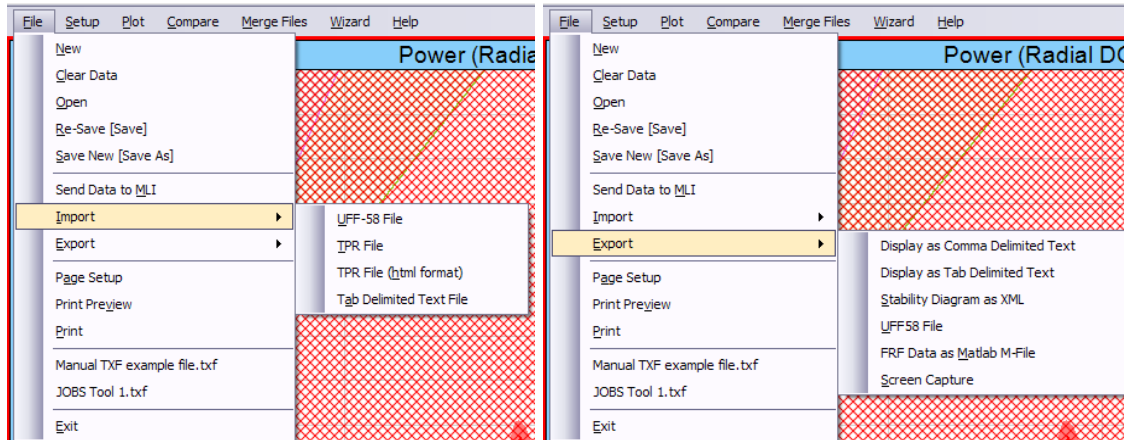 File Setup Plot Compare Merge Files Wizard Help
Power (Radia
New
Clear Data
Open
Re-Save [Save]
Save New [Save As]
Send Data to MLI
Import
Export
Page Setup
Print Preview
Print
Manual TXF example file.txf
JOBS Tool 1.txf
Exit
UFF-58 File
TPR File
TPR File (html format)
Tab Delimited Text File
File Setup Plot Compare Merge Files Wizard Help
Power (Radial DC
New
Clear Data
Open
Re-Save [Save]
Save New [Save As]
Send Data to MLI
Import
Export
Page Setup
Print Preview
Print
Manual TXF example file.txf
JOBS Tool 1.txf
Exit
Display as Comma Delimited Text
Display as Tab Delimited Text
Stability Diagram as XML
UFF58 File
FRF Data as Matlab M-File
Screen Capture